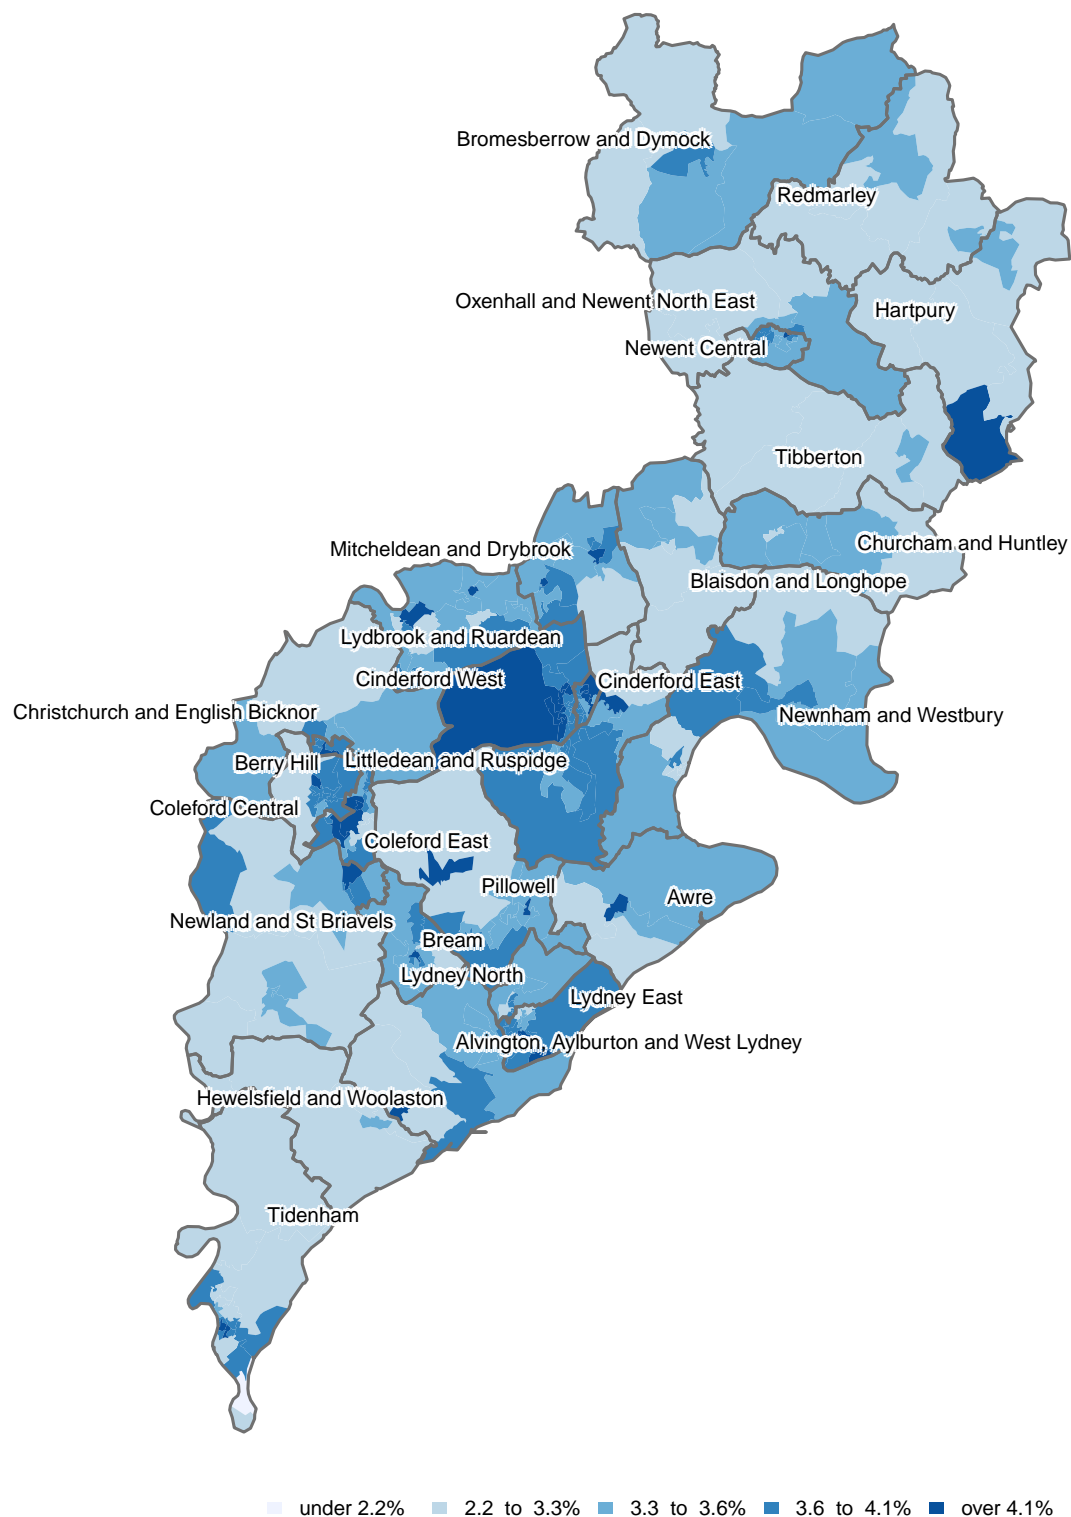 Bromesberrow and Dymock
Redmarley
Oxenhall and Newent North East
Hartpury
Newent Central
Tibberton
Churcham and Huntley
Mitcheldean and Drybrook
Blaisdon and Longhope
Lydbrook and Ruardean
Cinderford West
Cinderford East
Christchurch and English Bicknor
Newnham and Westbury
Berry Hill
Littledean and Ruspidge
Coleford Central
Coleford East
Pillowell
Awre
Newland and St Briavels
Bream
Lydney North
Lydney East
Alvington, Aylburton and West Lydney
Hewelsfield and Woolaston
Tidenham
under 2.2% 2.2 to 3.3% 3.3 to 3.6% 3.6 to 4.1% over 4.1%